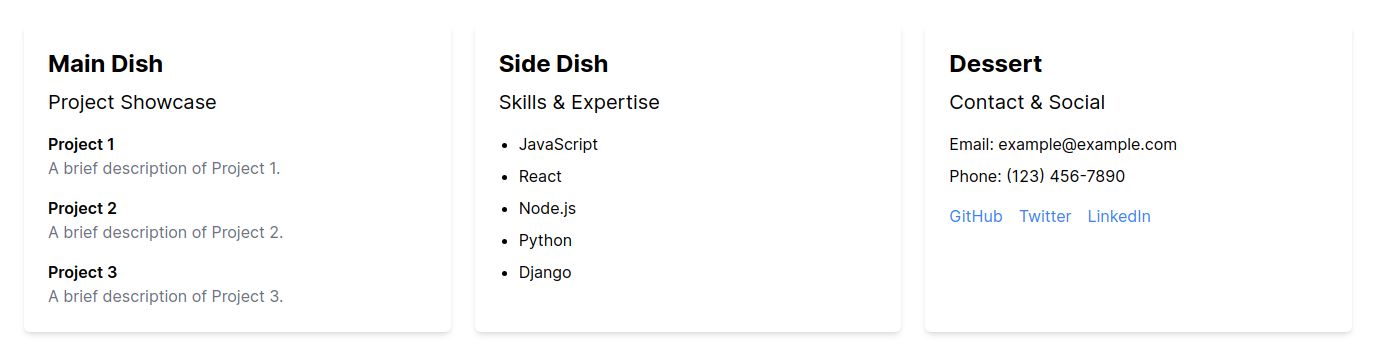 Main Dish
Project Showcase
Project 1
A brief description of Project 1.
Project 2
A brief description of Project 2.
Project 3
A brief description of Project 3.
Side Dish
Skills & Expertise
JavaScript
React
Node.js
Python
Django
Dessert
Contact & Social
Email: example@example.com
Phone: (123) 456-7890
GitHub Twitter LinkedIn